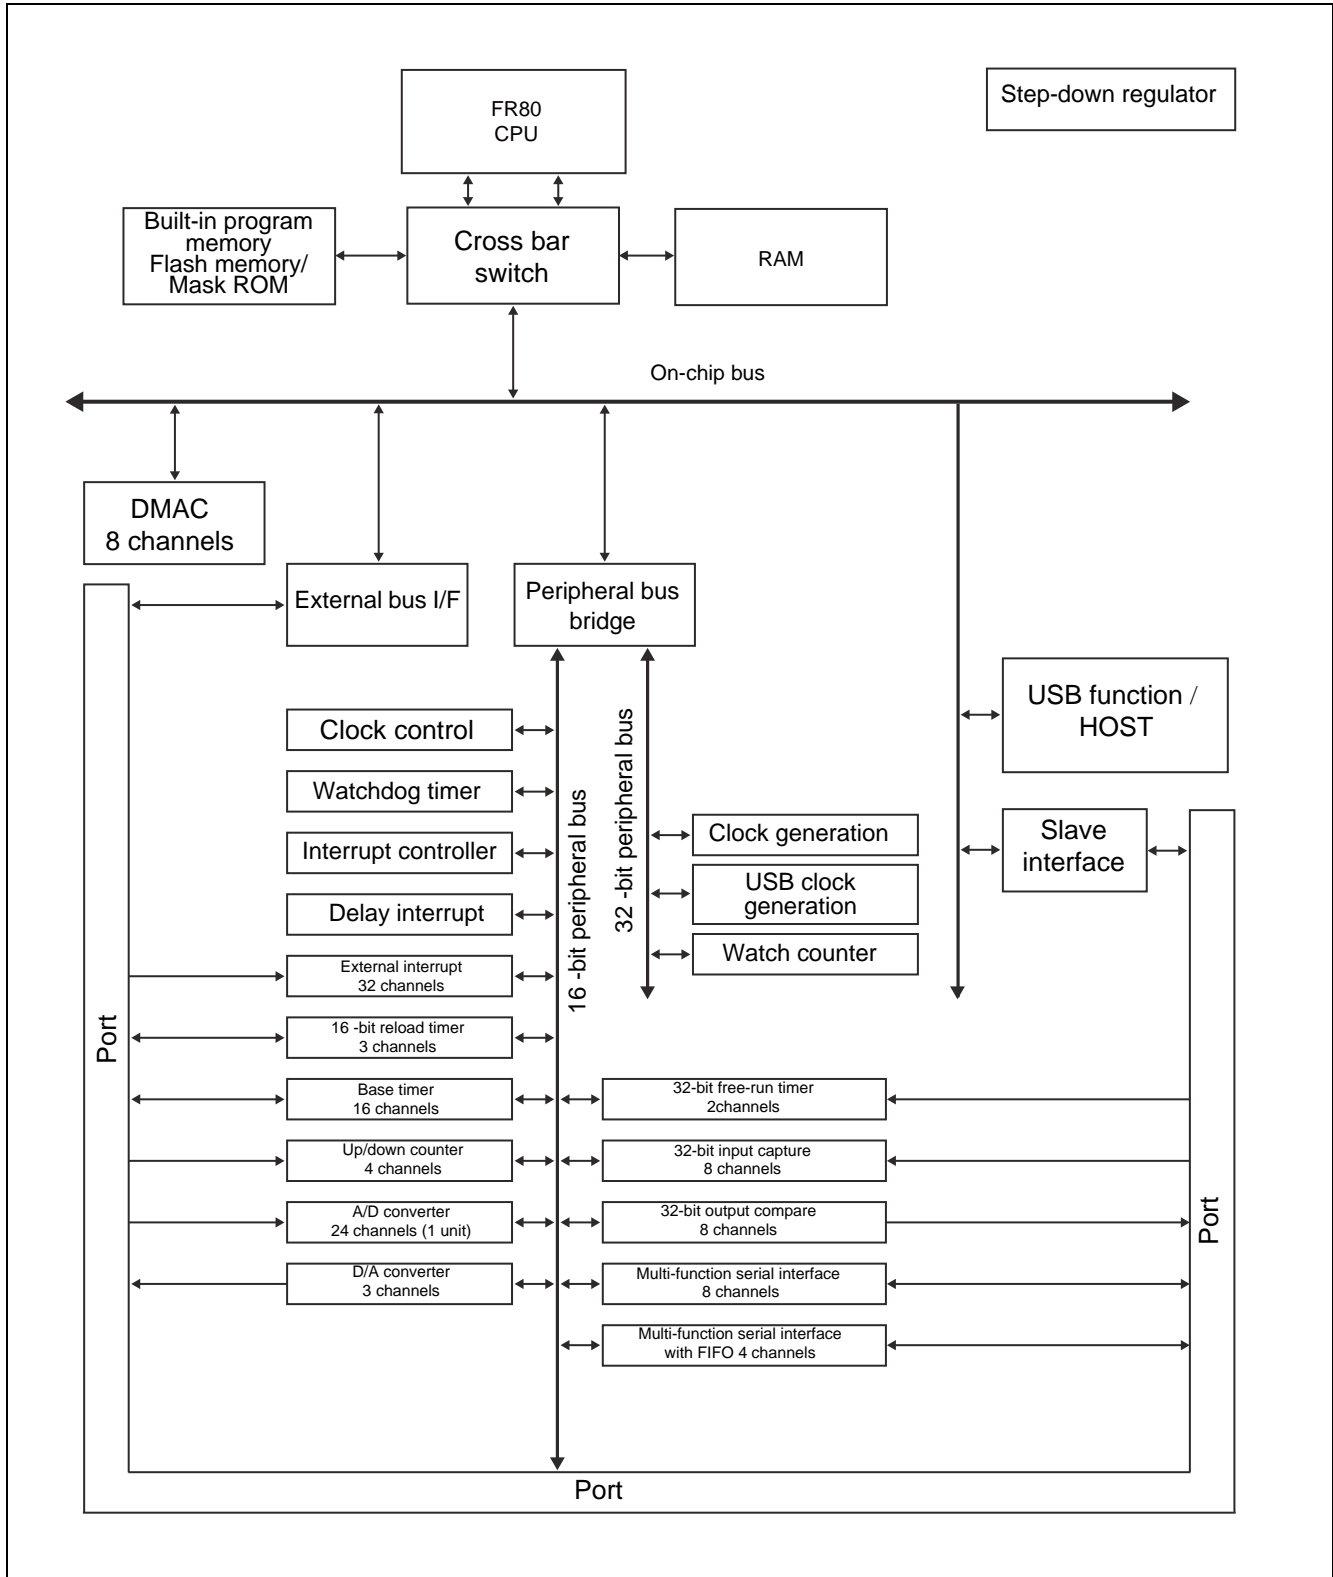 FR80
CPU
Step-down regulator
Built-in program
memory
Flash memory/
Mask ROM
Cross bar
switch
RAM
On-chip bus
DMAC
8 channels
External bus I/F
Peripheral bus
bridge
USB function /
HOST
Clock control
Watchdog timer
Interrupt controller
Delay interrupt
External interrupt
32 channels
16 -bit reload timer
3 channels
Base timer
16 channels
Up/down counter
4 channels
A/D converter
24 channels (1 unit)
D/A converter
3 channels
16 -bit peripheral bus
32 -bit peripheral bus
Clock generation
USB clock
generation
Watch counter
Slave
interface
32-bit free-run timer
2channels
32-bit input capture
8 channels
32-bit output compare
8 channels
Multi-function serial interface
8 channels
Multi-function serial interface
with FIFO 4 channels
Port
Port
Port